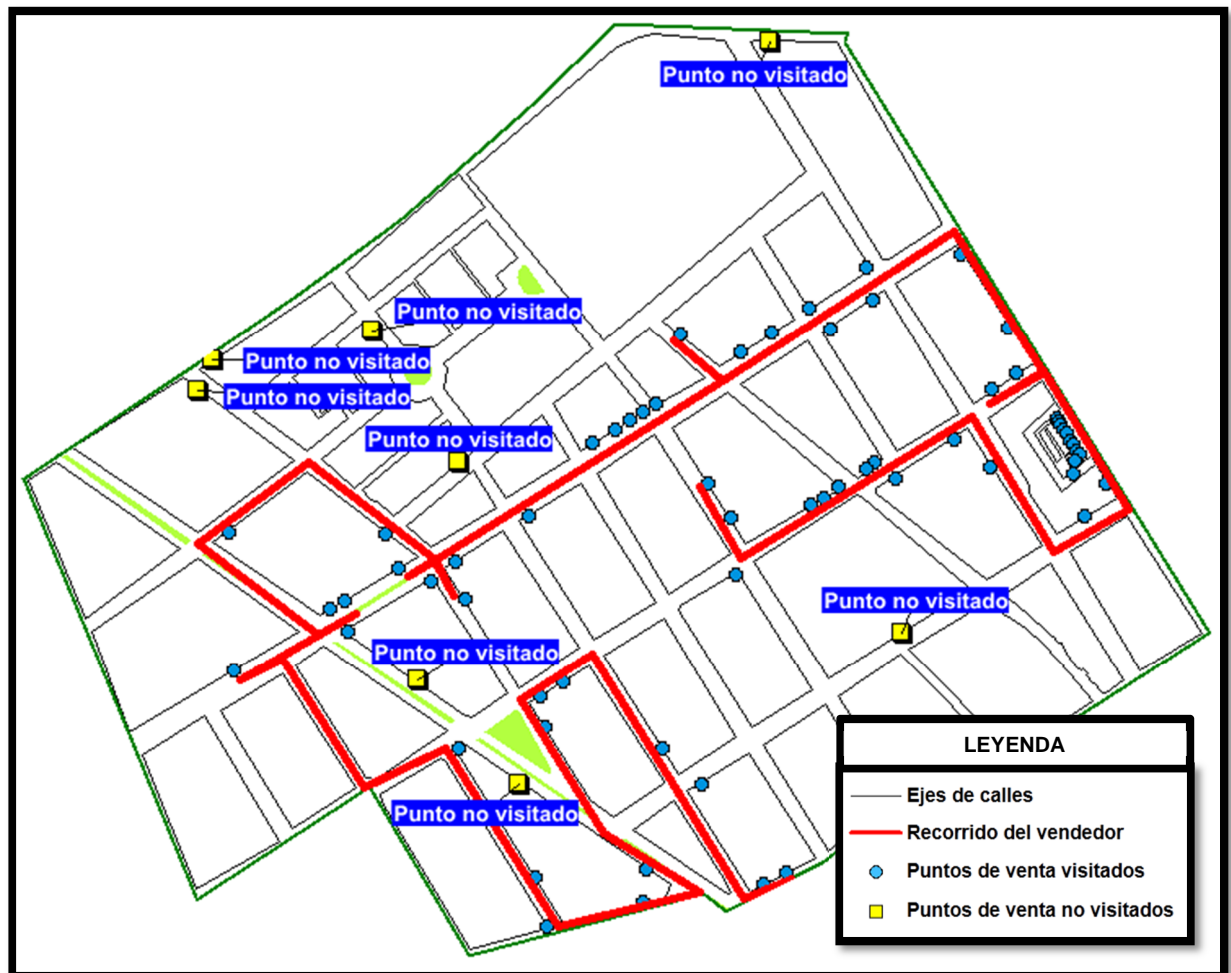 Punto no visitado
Punto no visitado
Punto no visitado
Punto no visitado
Punto no visitado
Punto no visitado
Punto no visitado
Punto no visitado
LEYENDA
Ejes de calles
Recorrido del vendedor
Puntos de venta visitados
Puntos de venta no visitados